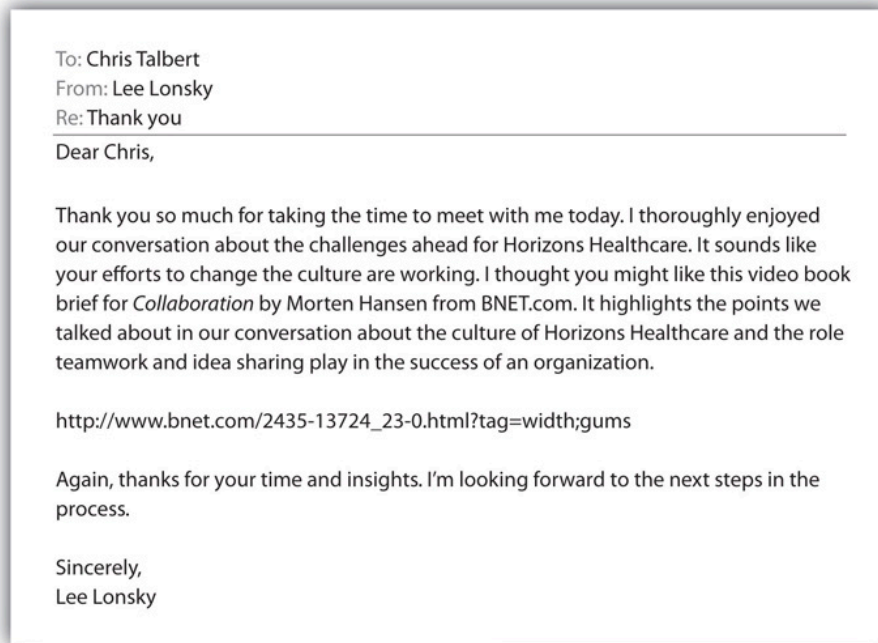 To: Chris Talbert
From: Lee Lonsky
Re: Thank you
Dear Chris,
Thank you so much for taking the time to meet with me today. I thoroughly enjoyed
our conversation about the challenges ahead for Horizons Healthcare. It sounds like
your efforts to change the culture are working. I thought you might like this video book
brief for Collaboration by Morten Hansen from BNET.com. It highlights the points we
talked about in our conversation about the culture of Horizons Healthcare and the role
teamwork and idea sharing play in the success of an organization.
http://www.bnet.com/2435-13724_23-0.html?tag=width;gums
Again, thanks for your time and insights. I’m looking forward to the next steps in the
process.
Sincerely,
Lee Lonsky